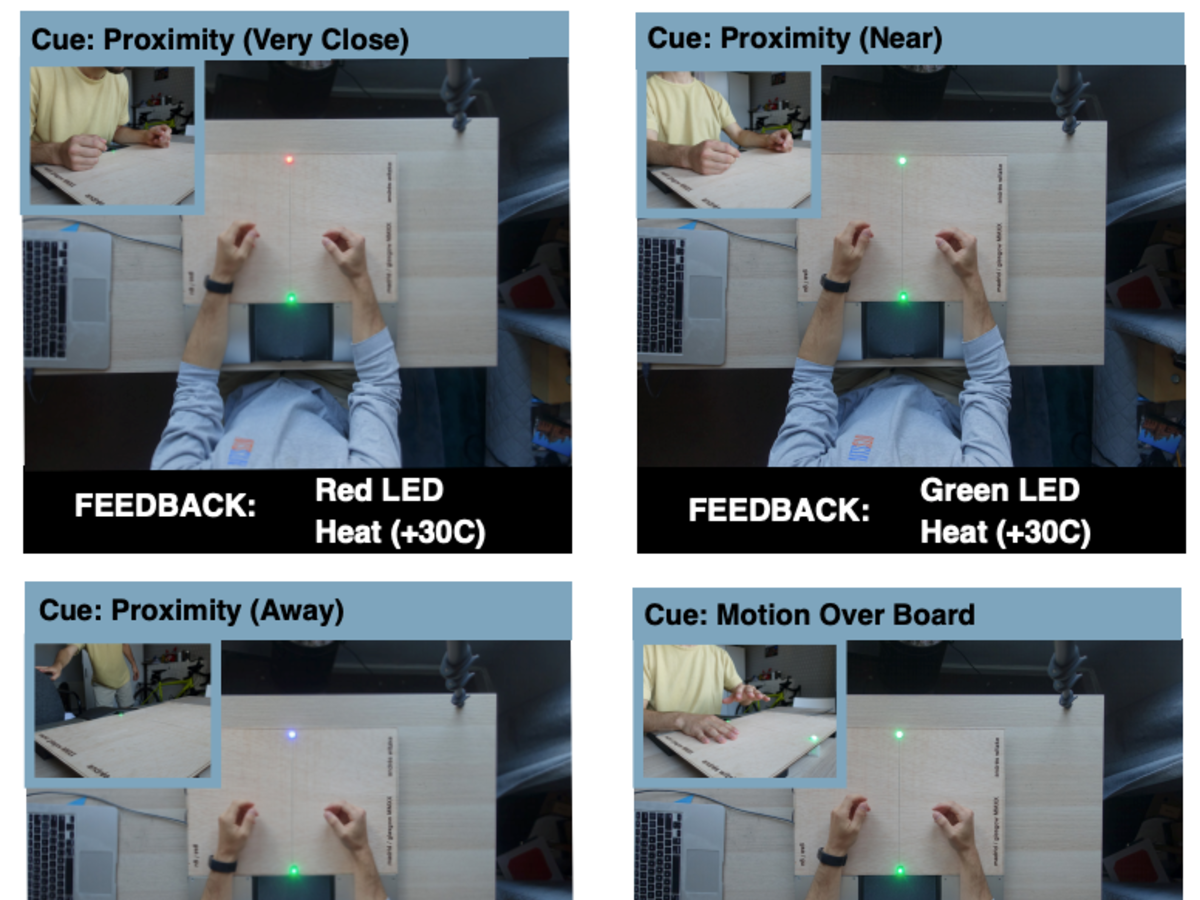 Cue: Proximity (Very Close)
Cue: Proximity (Near)
FEEDBACK:
Red LED
Heat (+30C)
FEEDBACK:
Green LED
Heat (+30C)
Cue: Proximity (Away)
Cue: Motion Over Board